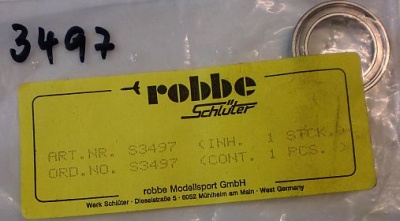 3497
robbe
Schlüter
ART.NR. S3497 <INH. 1 STCK.>
ORD.NO. S3497 <CONT. 1 PCS.>
robbe Modellsport GmbH
Werk Schlüter · Dieselstraße 5 · 6052 Mühlheim am Main · West Germany